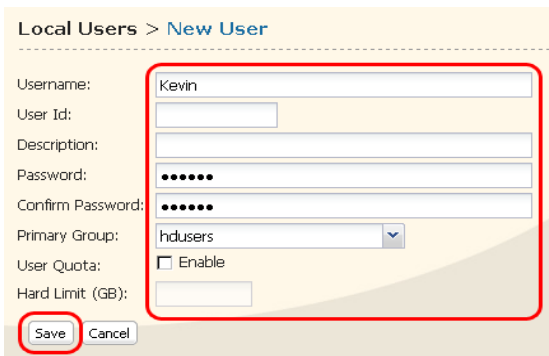 Local Users > New User
Username: Kevin
User Id:
Description:
Password: ••••••
Confirm Password: ••••••
Primary Group: hdusers
User Quota: Enable
Hard Limit (GB):
Save Cancel